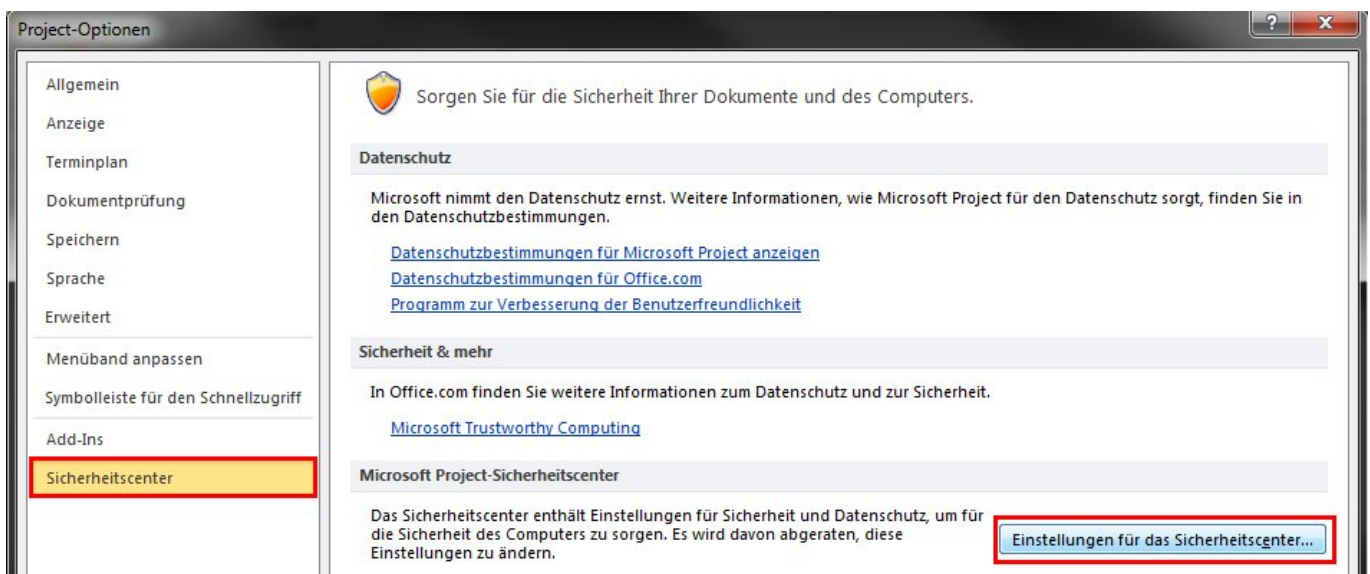 Project-Optionen
? X
Allgemein
Anzeige
Terminplan
Dokumentprüfung
Speichern
Sprache
Erweitert
Menüband anpassen
Symbolleiste für den Schnellzugriff
Add-Ins
Sicherheitscenter
Sorgen Sie für die Sicherheit Ihrer Dokumente und des Computers.
Datenschutz
Microsoft nimmt den Datenschutz ernst. Weitere Informationen, wie Microsoft Project für den Datenschutz sorgt, finden Sie in
den Datenschutzbestimmungen.
Datenschutzbestimmungen für Microsoft Project anzeigen
Datenschutzbestimmungen für Office.com
Programm zur Verbesserung der Benutzerfreundlichkeit
Sicherheit & mehr
In Office.com finden Sie weitere Informationen zum Datenschutz und zur Sicherheit.
Microsoft Trustworthy Computing
Microsoft Project-Sicherheitscenter
Das Sicherheitscenter enthält Einstellungen für Sicherheit und Datenschutz, um für
die Sicherheit des Computers zu sorgen. Es wird davon abgeraten, diese
Einstellungen zu ändern.
Einstellungen für das Sicherheitscenter...